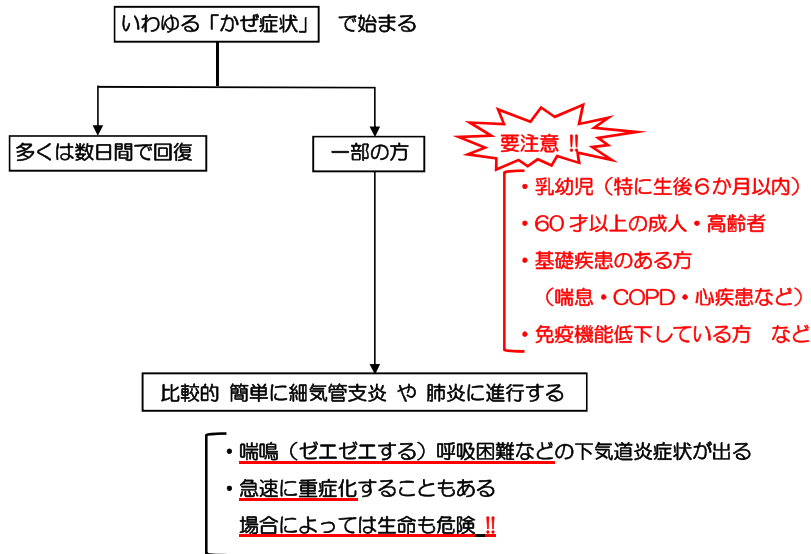 いわゆる「かぜ症状」 で始まる
多くは数日間で回復
一部の方
要注意 !!
・乳幼児（特に生後６か月以内）
・60 才以上の成人・高齢者
・基礎疾患のある方
（喘息・COPD・心疾患など）
・免疫機能低下している方　など
比較的 簡単に細気管支炎 や 肺炎に進行する
・喘鳴（ゼエゼエする）呼吸困難などの下気道炎症状が出る
・急速に重症化することもある
場合によっては生命も危険 !!